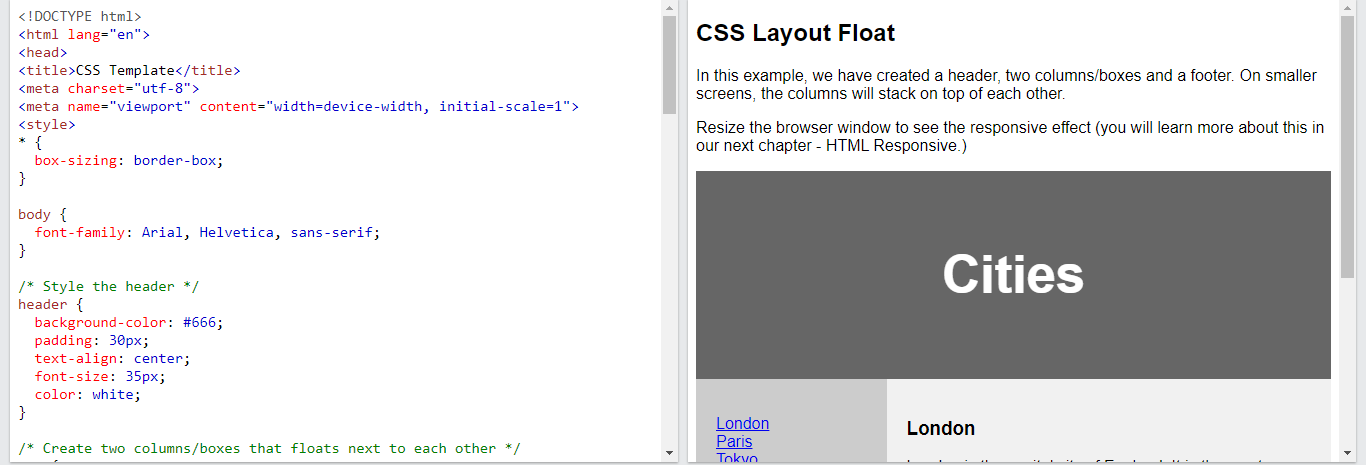 <!DOCTYPE html>
<html lang="en">
<head>
<title>CSS Template</title>
<meta charset="utf-8">
<meta name="viewport" content="width=device-width, initial-scale=1">
<style>
* {
  box-sizing: border-box;
}

body {
  font-family: Arial, Helvetica, sans-serif;
}

/* Style the header */
header {
  background-color: #666;
  padding: 30px;
  text-align: center;
  font-size: 35px;
  color: white;
}

/* Create two columns/boxes that floats next to each other */
CSS Layout Float
In this example, we have created a header, two columns/boxes and a footer. On smaller
screens, the columns will stack on top of each other.
Resize the browser window to see the responsive effect (you will learn more about this in
our next chapter - HTML Responsive.)
Cities
London
Paris
Tokyo
London